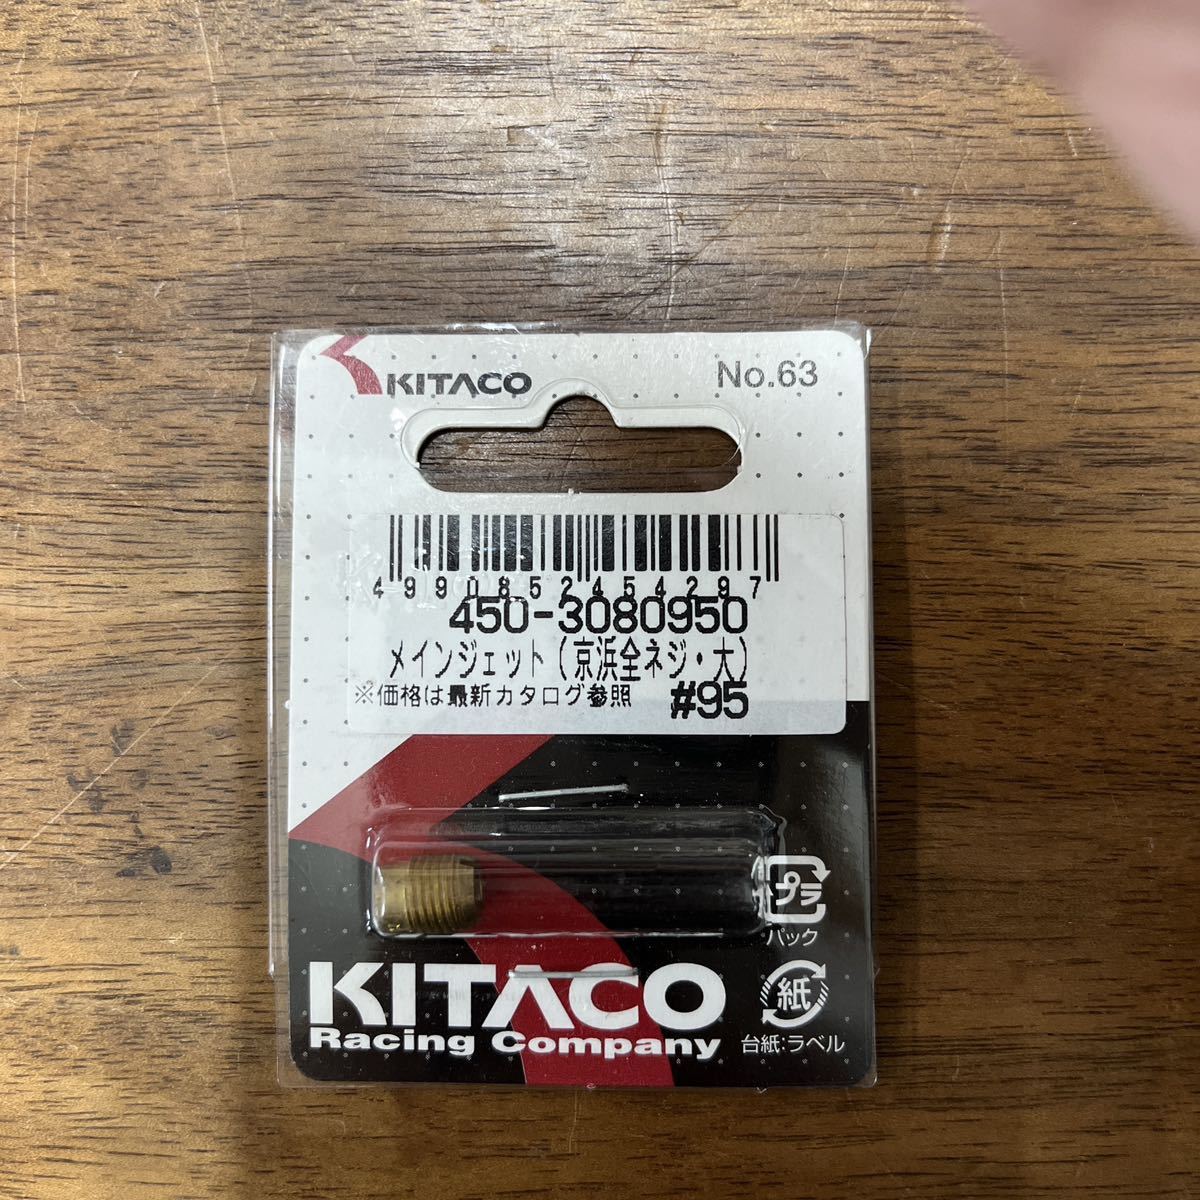 KITACO
No.63
4990852454297
450-3080950
メインジェット(京浜全ネジ・大)
※価格は最新カタログ参照 #95
プラ
パック
KITACO
Racing Company
紙
台紙:ラベル